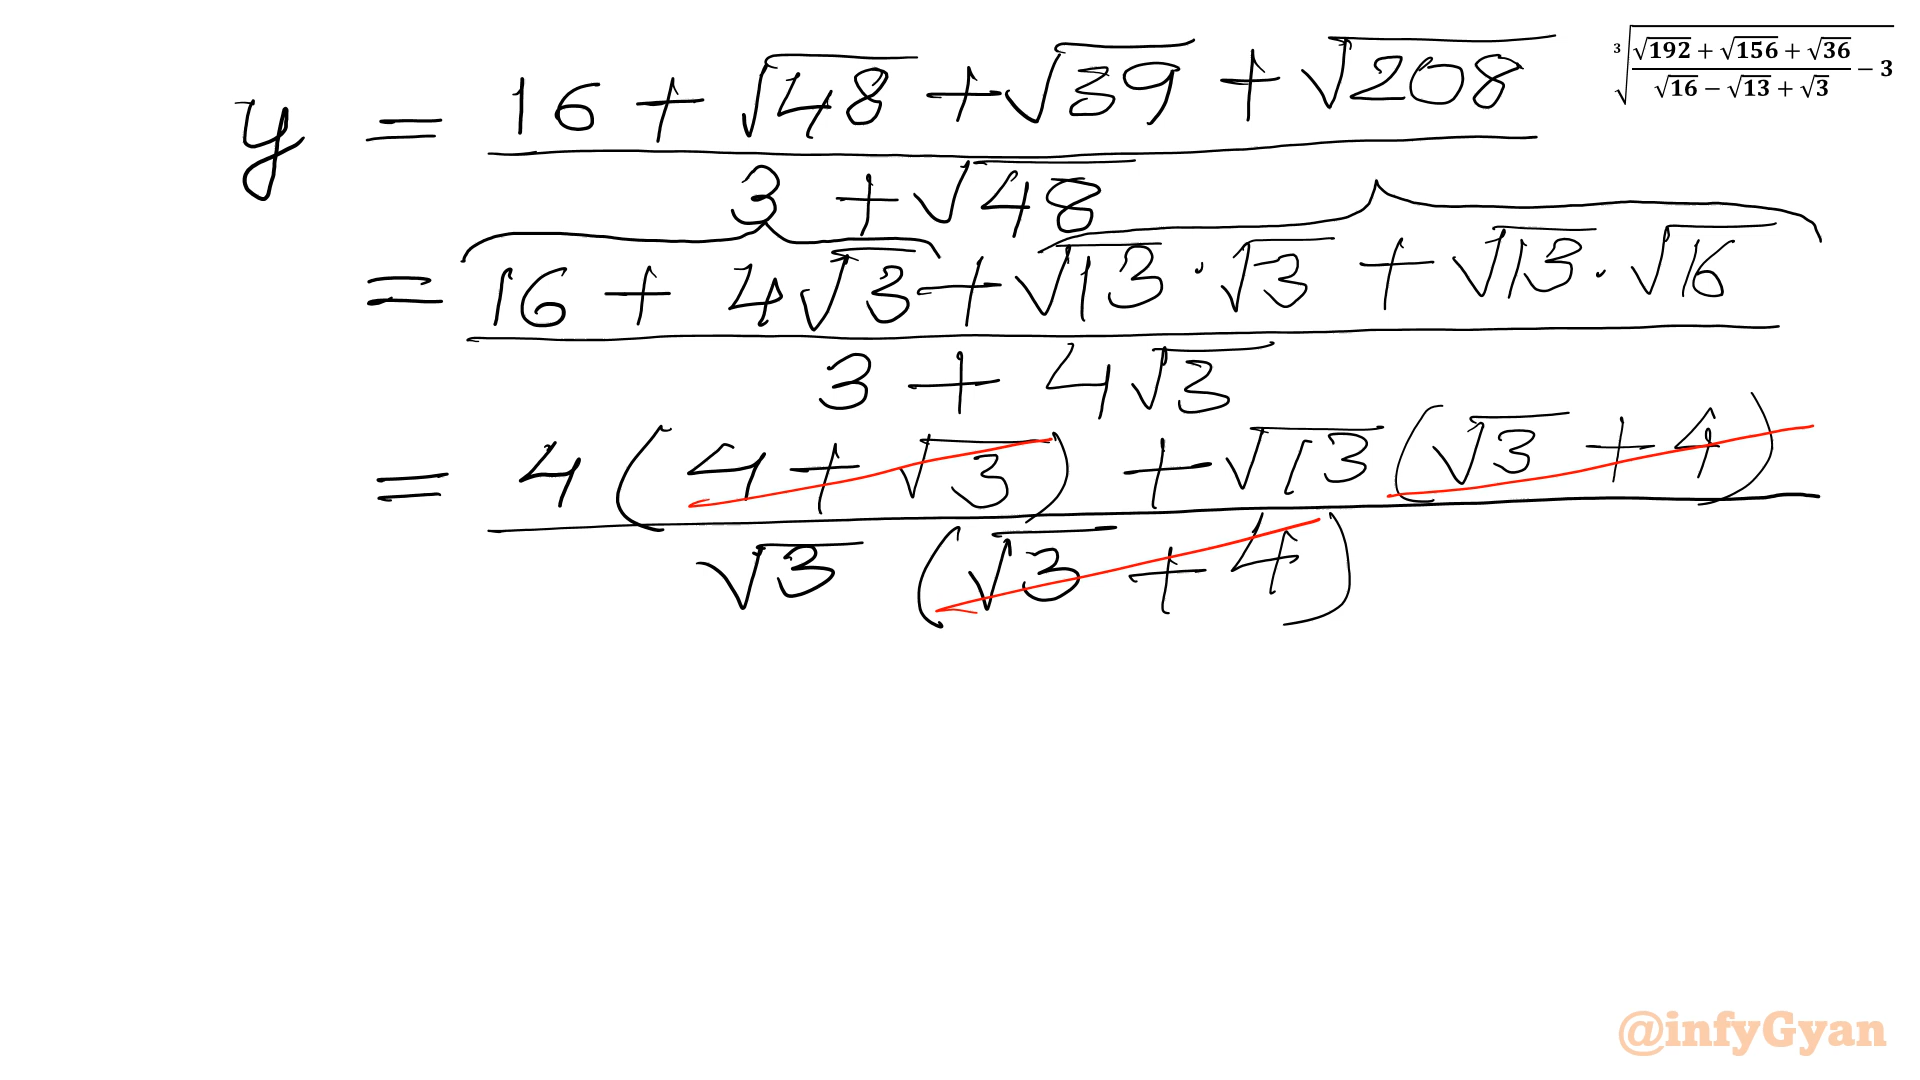 y = (16 + √48 + √39 + √208) / (3 + √48)
∛((√192 + √156 + √36) / (√16 − √13 + √3) − 3)
= (16 + 4√3 + √13 · √3 + √13 · √16) / (3 + 4√3)
= (4(4 + √3) + √13(√3 + 4)) / (√3(√3 + 4))
@infyGyan